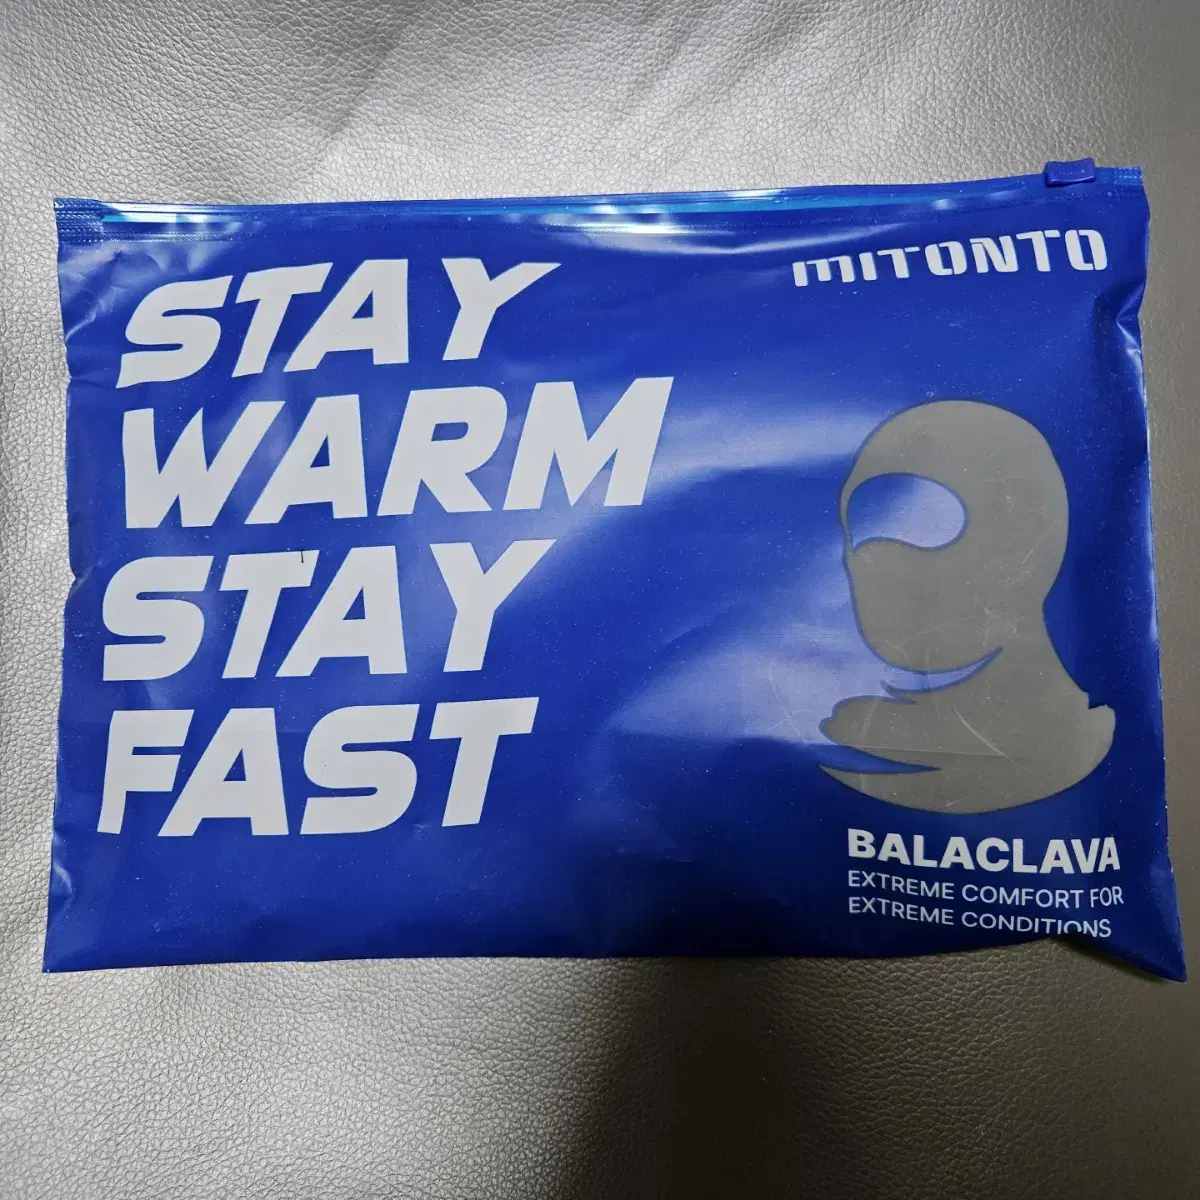 STAY
WARM
STAY
FAST
MITONTO
BALACLAVA
EXTREME COMFORT FOR
EXTREME CONDITIONS